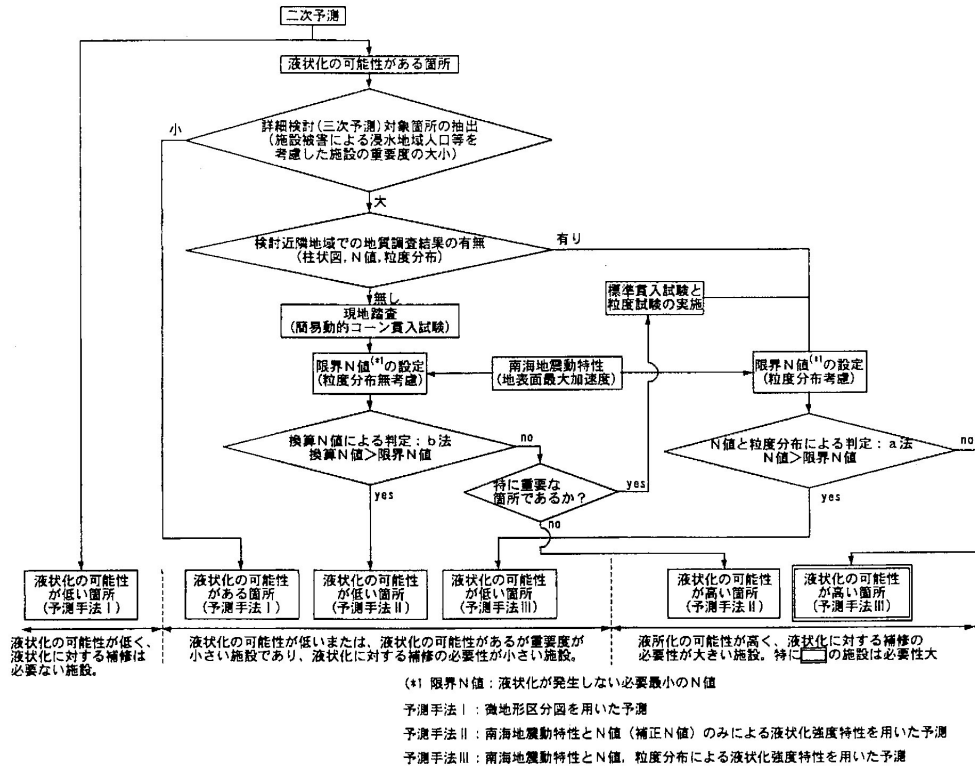 二次予測
液状化の可能性がある箇所
小
詳細検討(三次予測)対象箇所の抽出
(施設被害による浸水地域人口等を
考慮した施設の重要度の大小)
大
検討近隣地域での地質調査結果の有無
(柱状図,N値,粒度分布)
有り
無し
現地踏査
(簡易動的コーン貫入試験)
標準貫入試験と
粒度試験の実施
限界N値(*1の設定
(粒度分布無考慮)
南海地震動特性
(地表面最大加速度)
限界N値(*1の設定
(粒度分布考慮)
換算N値による判定:b法
換算N値>限界N値
no
yes
特に重要な
箇所であるか?
yes
no
N値と粒度分布による判定:a法
N値>限界N値
no
yes
液状化の可能性
が低い箇所
(予測手法Ⅰ)
液状化の可能性
がある箇所
(予測手法Ⅰ)
液状化の可能性
が低い箇所
(予測手法Ⅱ)
液状化の可能性
が低い箇所
(予測手法Ⅲ)
液状化の可能性
が高い箇所
(予測手法Ⅱ)
液状化の可能性
が高い箇所
(予測手法Ⅲ)
液状化の可能性が低く、
液状化に対する補修は
必要ない施設。
液状化の可能性が低いまたは、液状化の可能性があるが重要度が
小さい施設であり、液状化に対する補修の必要性が小さい施設。
液所化の可能性が高く、液状化に対する補修の
必要性が大きい施設。特に の施設は必要性大
(*1 限界N値:液状化が発生しない必要最小のN値
予測手法Ⅰ:微地形区分図を用いた予測
予測手法Ⅱ:南海地震動特性とN値(補正N値)のみによる液状化強度特性を用いた予測
予測手法Ⅲ:南海地震動特性とN値,粒度分布による液状化強度特性を用いた予測